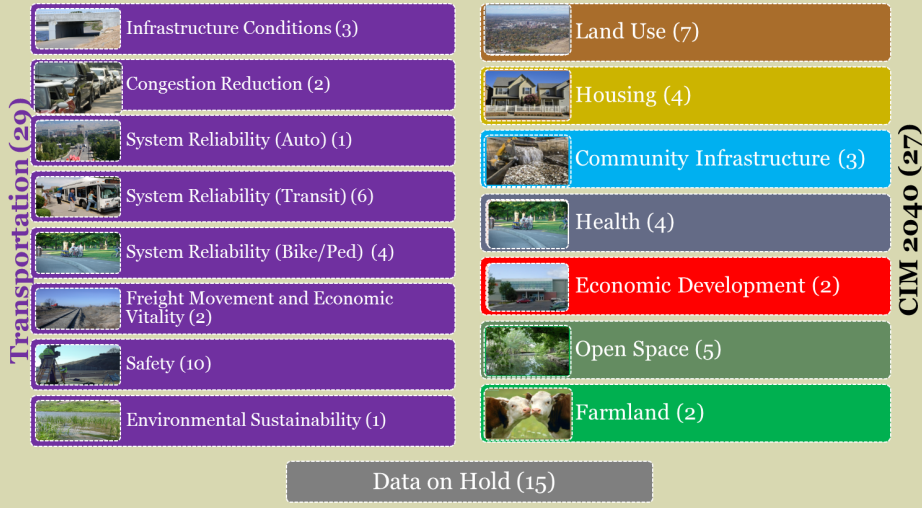 Transportation (29)
Infrastructure Conditions (3)
Congestion Reduction (2)
System Reliability (Auto) (1)
System Reliability (Transit) (6)
System Reliability (Bike/Ped) (4)
Freight Movement and Economic
Vitality (2)
Safety (10)
Environmental Sustainability (1)
Land Use (7)
Housing (4)
Community Infrastructure (3)
Health (4)
Economic Development (2)
Open Space (5)
Farmland (2)
CIM 2040 (27)
Data on Hold (15)